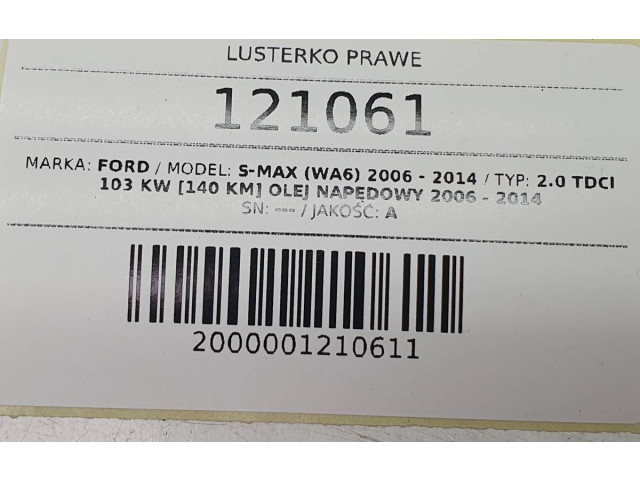 LUSTERKO PRAWE
121061
MARKA: FORD / MODEL: S-MAX (WA6) 2006 - 2014 / TYP: 2.0 TDCI
103 KW [140 KM] OLEJ NAPĘDOWY 2006 - 2014
SN: --- / JAKOŚĆ: A
2000001210611